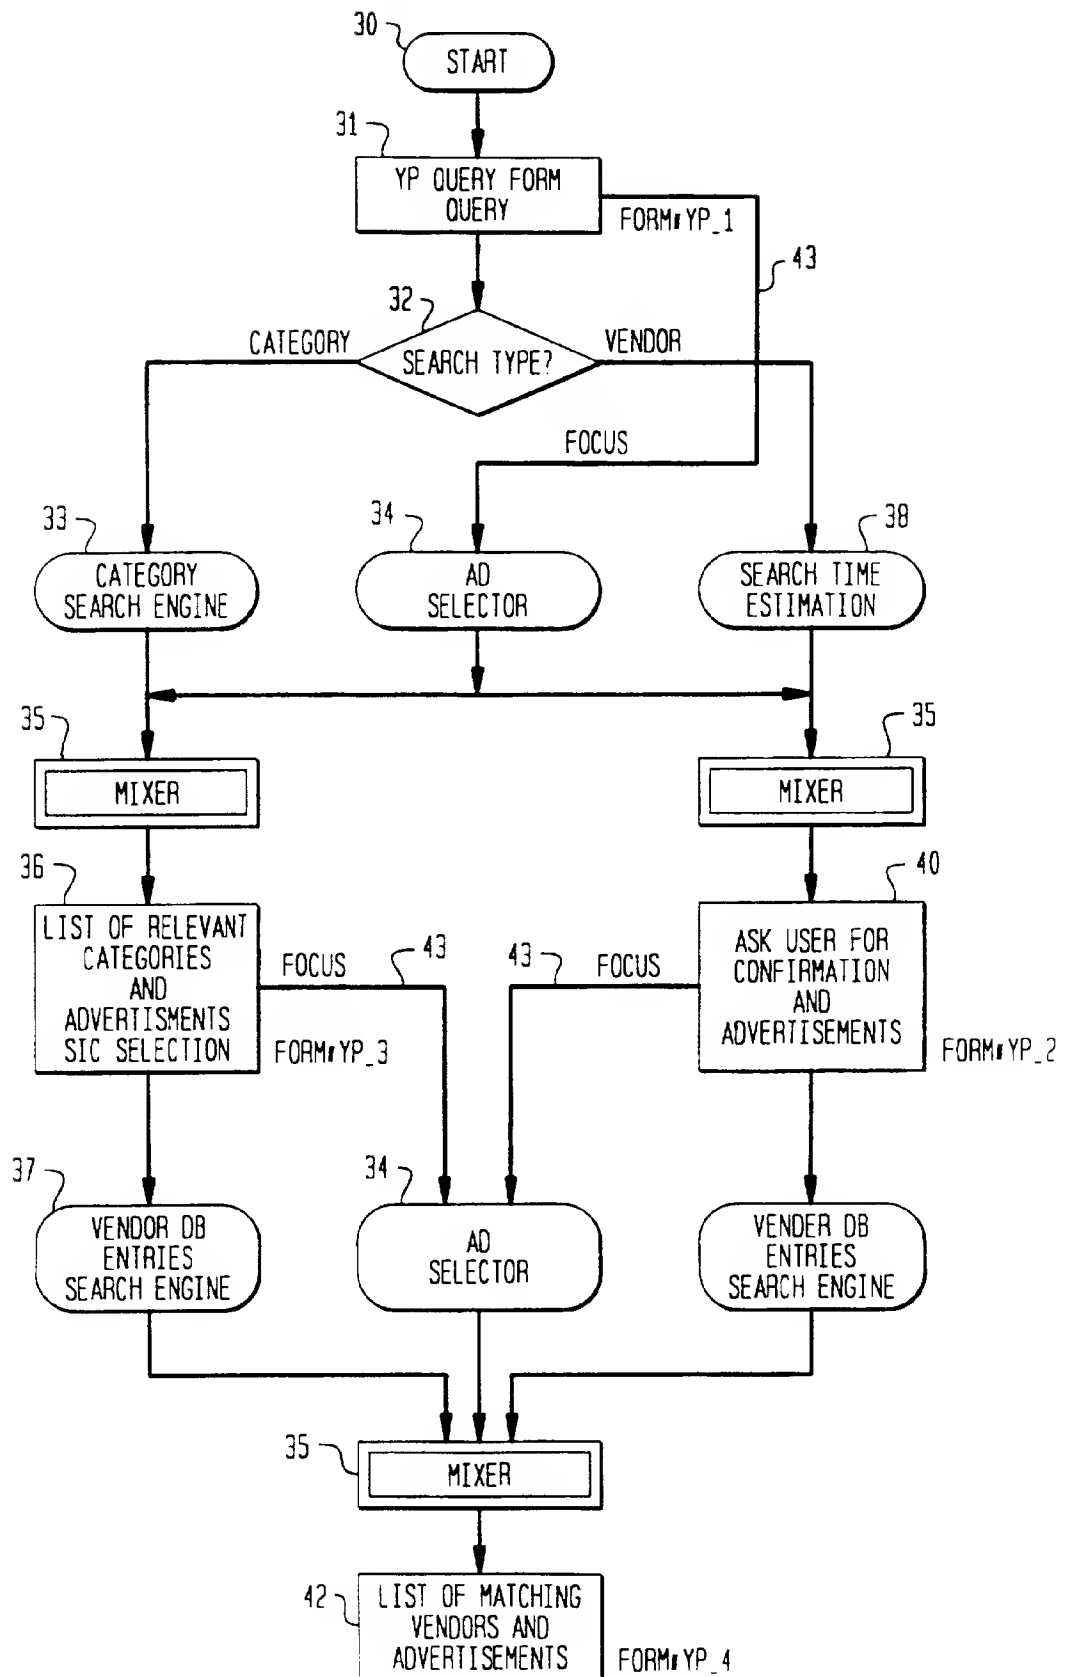 30
START
31
YP QUERY FORM
QUERY
FORM#YP_1
43
32
CATEGORY
SEARCH TYPE?
VENDOR
FOCUS
33
34
38
CATEGORY
SEARCH ENGINE
AD
SELECTOR
SEARCH TIME
ESTIMATION
35
35
MIXER
MIXER
36
40
LIST OF RELEVANT
CATEGORIES
AND
ADVERTISMENTS
SIC SELECTION
FOCUS
43
FORM#YP_3
43
FOCUS
ASK USER FOR
CONFIRMATION
AND
ADVERTISEMENTS
FORM#YP_2
37
34
VENDOR DB
ENTRIES
SEARCH ENGINE
AD
SELECTOR
VENDER DB
ENTRIES
SEARCH ENGINE
35
MIXER
42
LIST OF MATCHING
VENDORS AND
ADVERTISEMENTS
FORM#YP_4